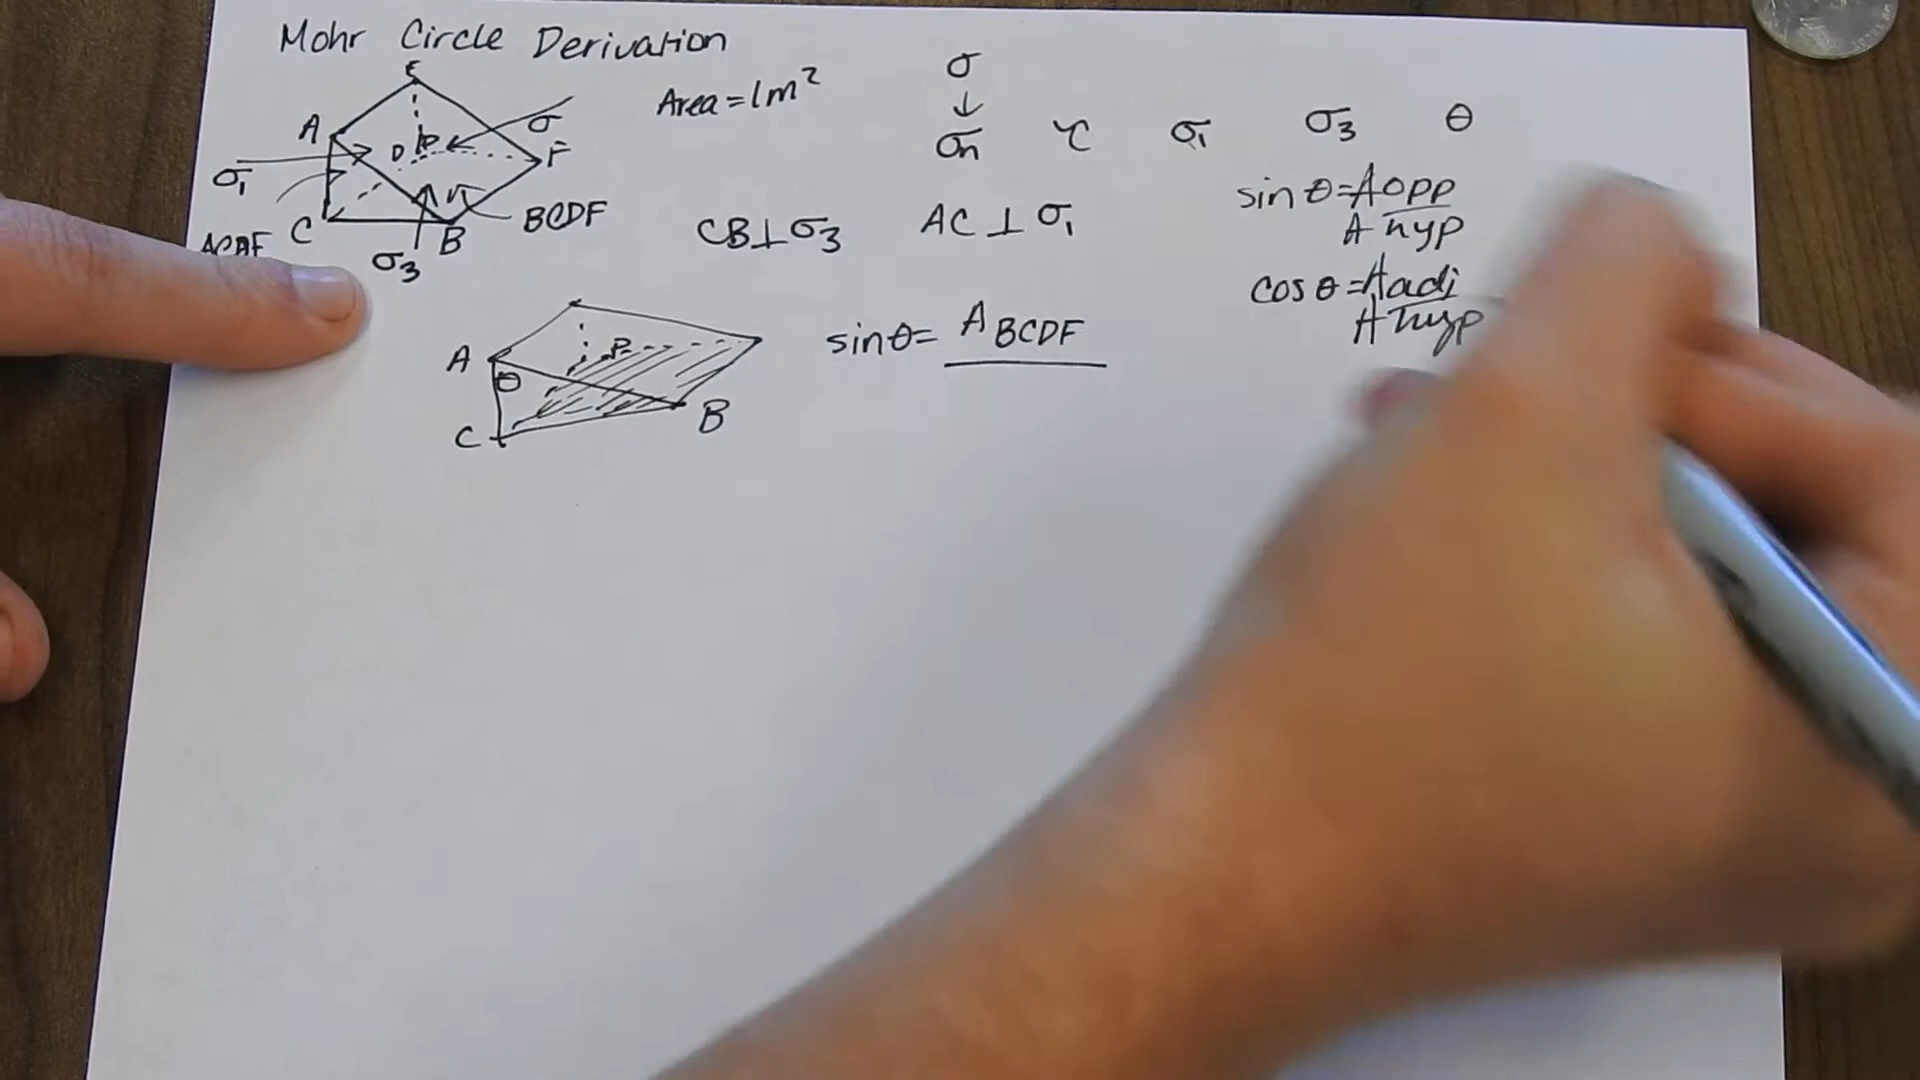 Mohr Circle Derivation
E
A
D
P
σ
F
σ₁
C
B
BCDF
σ₃
Area = 1m²
σ
↓
σn τ σ₁ σ₃ θ
CB⊥σ₃ AC ⊥ σ₁
sin θ = A opp
A hyp
cos θ = A adj
A hyp
A
θ
P
C
B
sin θ = A BCDF